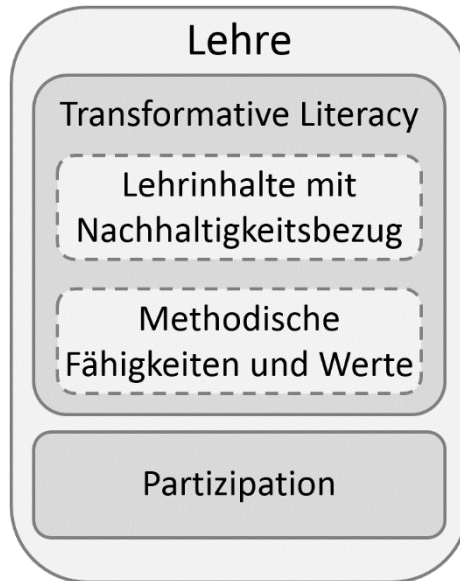 Lehre
Transformative Literacy
Lehrinhalte mit
Nachhaltigkeitsbezug
Methodische
Fähigkeiten und Werte
Partizipation